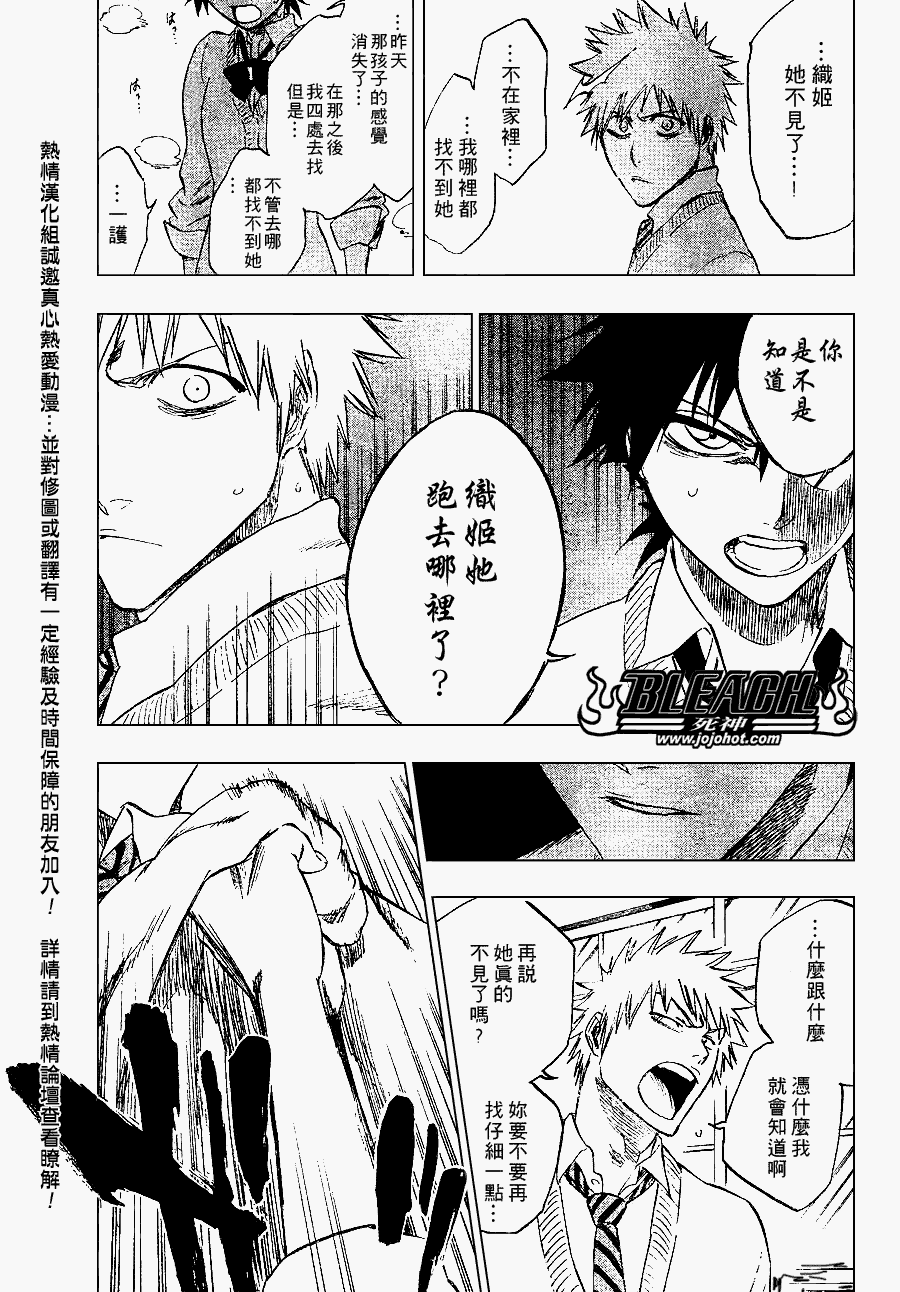 …織姬
她不見了…！
…不在家裡…
…我哪裡都
找不到她
…昨天
那孩子的感覺
消失了…
在那之後
我四處去找
但是…
不管去哪
都找不到她
…
…一護
は?
は?
你
是不是
知道
織姬她
跑去哪裡了？
BLEACH
死神
www.jojohot.com
…什麼跟什麼
憑什麼我
就會知道啊
再説
她真的
不見了嗎?
妳要不要再
找仔細一點…
熱情漢化組誠邀真心熱愛動漫…並對修圖或翻譯有一定經驗及時間保障的朋友加入！ 詳情請到熱情論壇查看瞭解！